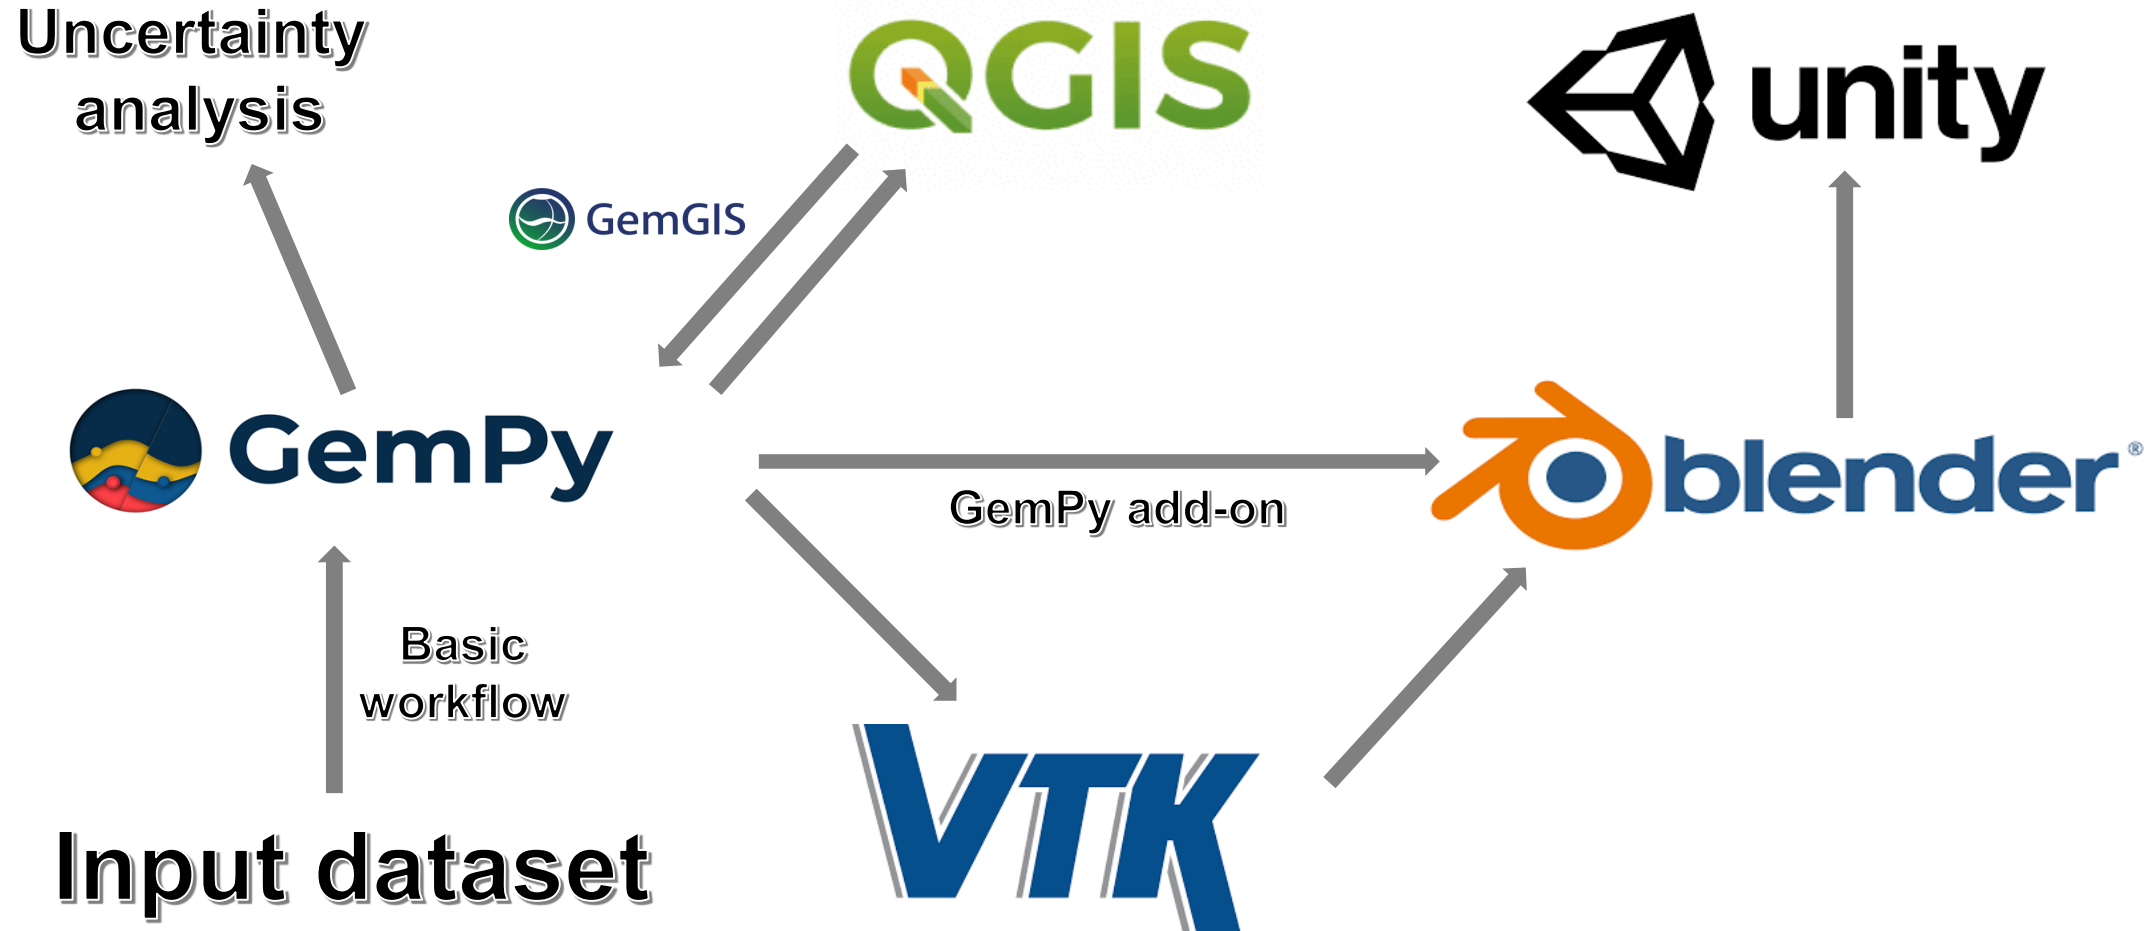 Uncertainty
analysis
QGIS
unity
GemGIS
GemPy
blender®
GemPy add-on
Basic
workflow
VTK
Input dataset